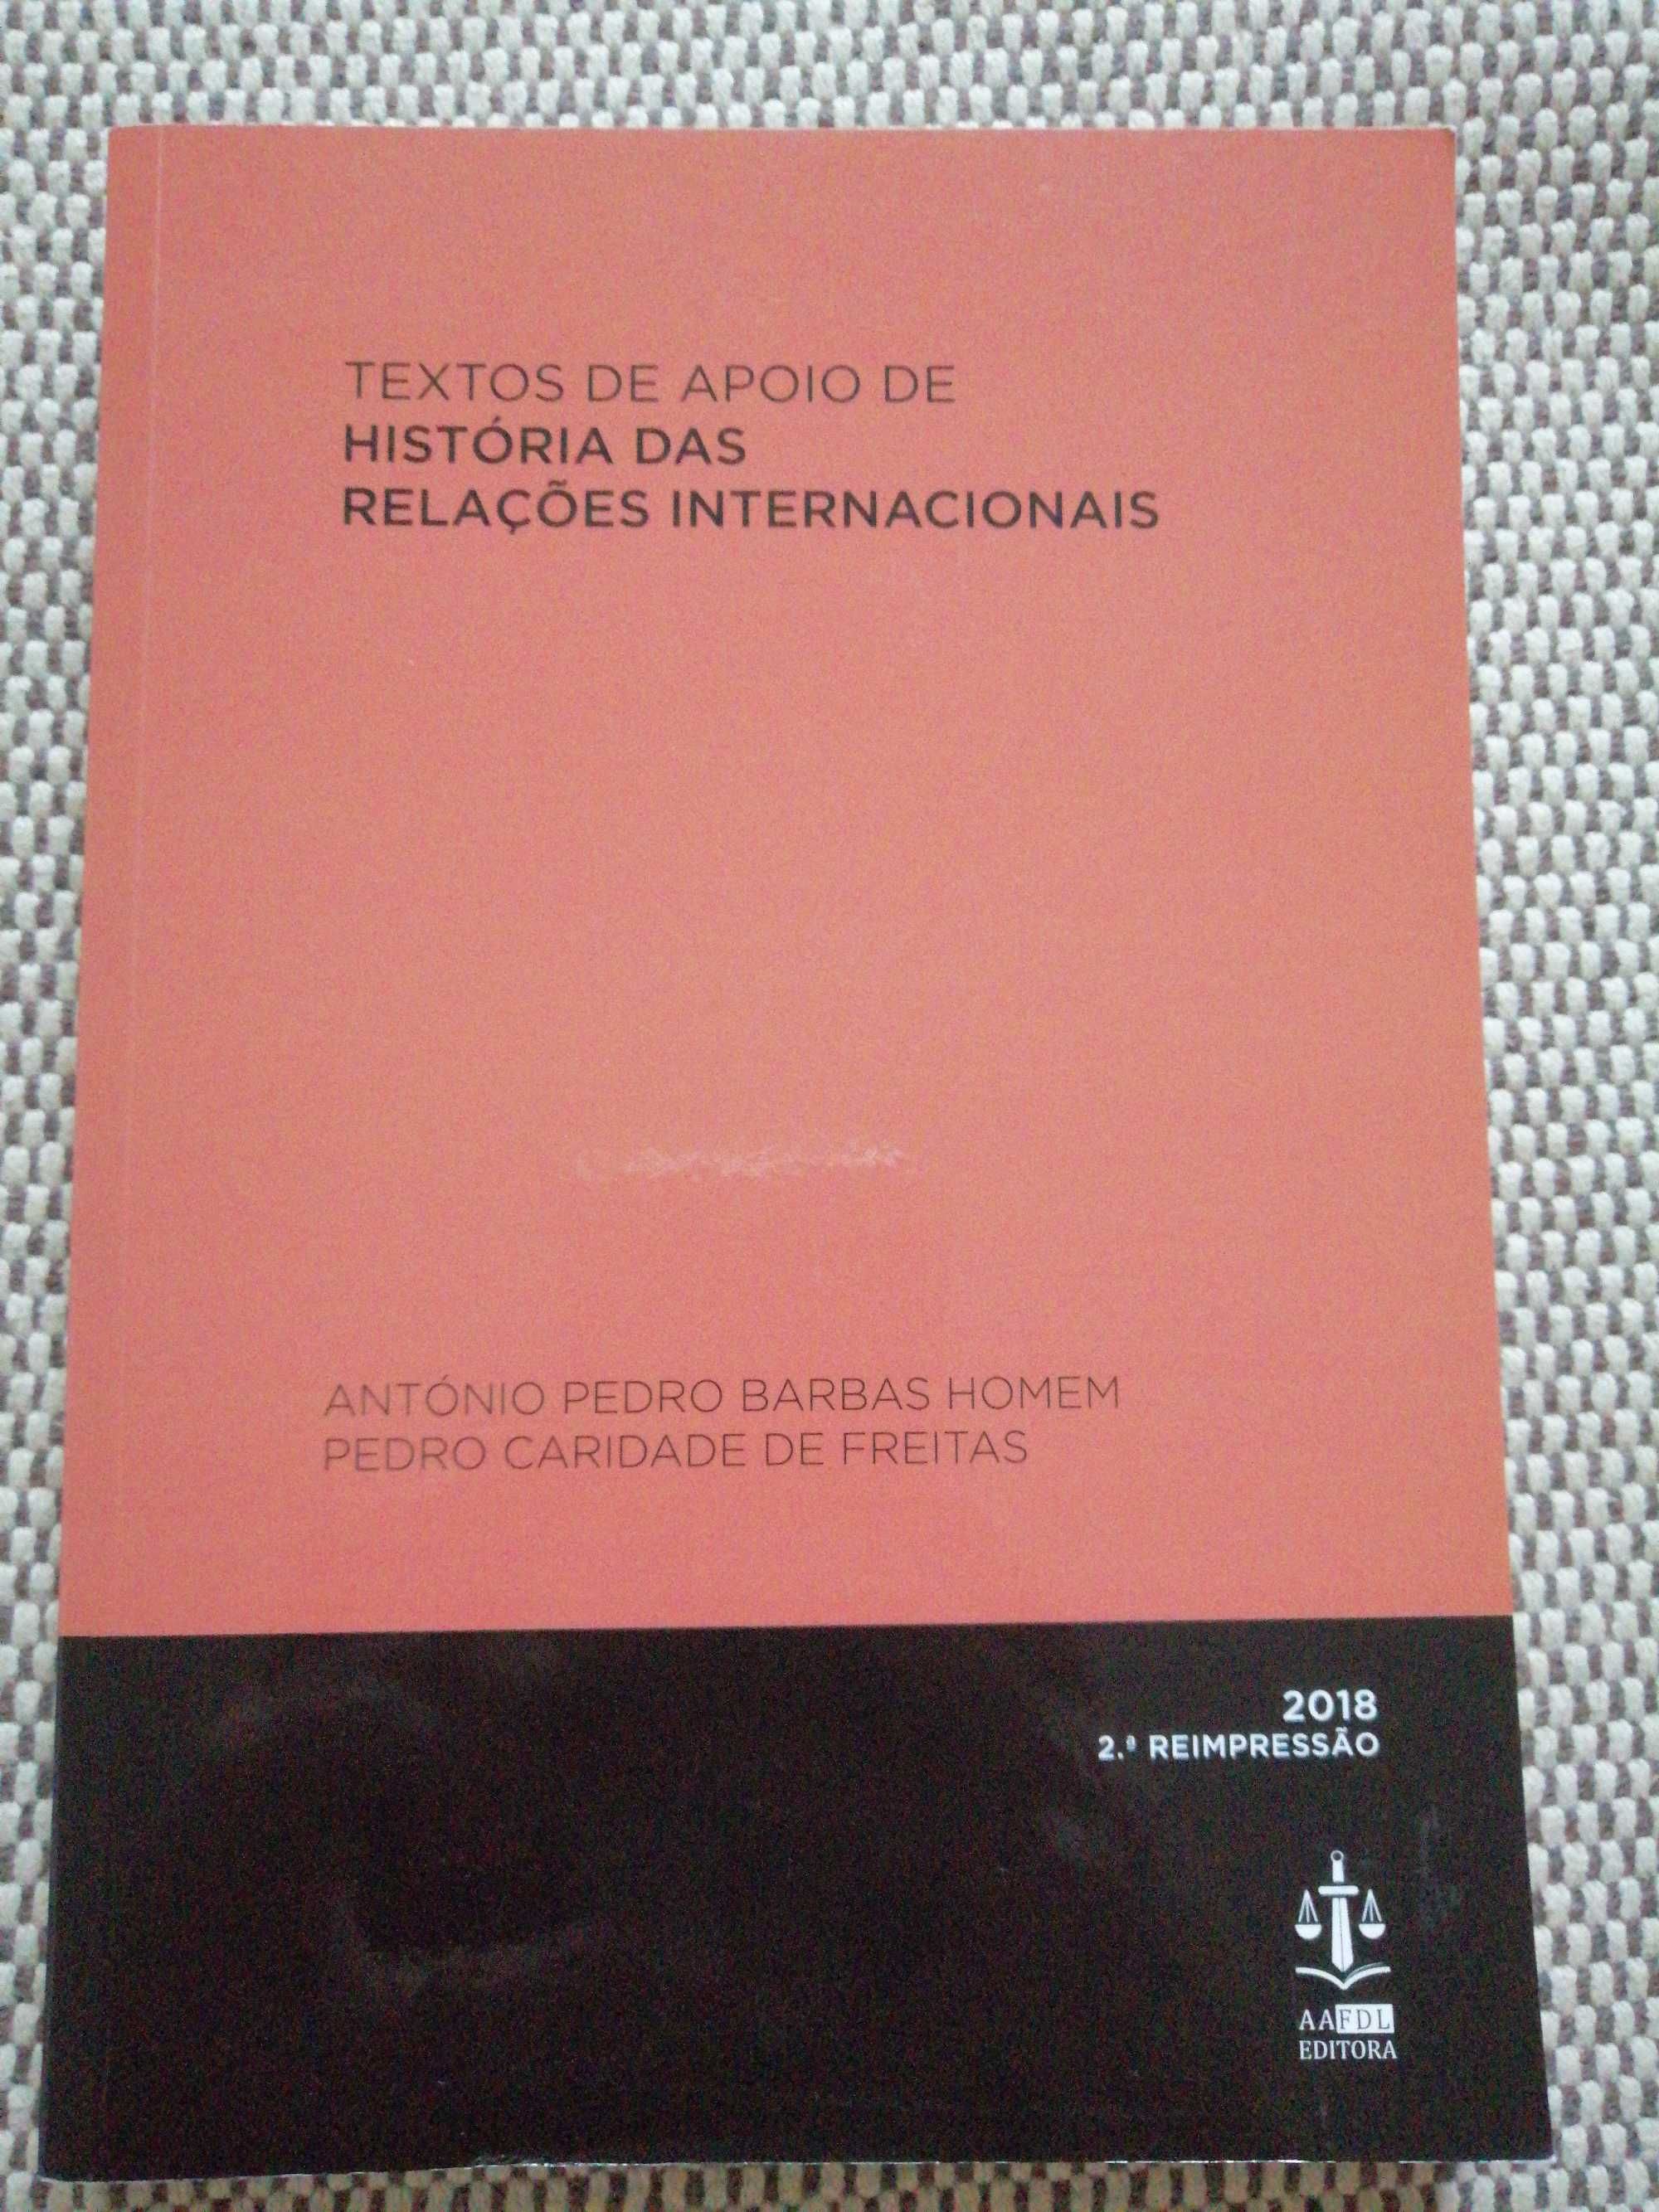 TEXTOS DE APOIO DE
HISTÓRIA DAS
RELAÇÕES INTERNACIONAIS
ANTÓNIO PEDRO BARBAS HOMEM
PEDRO CARIDADE DE FREITAS
2018
2.ª REIMPRESSÃO
AAFDL
EDITORA